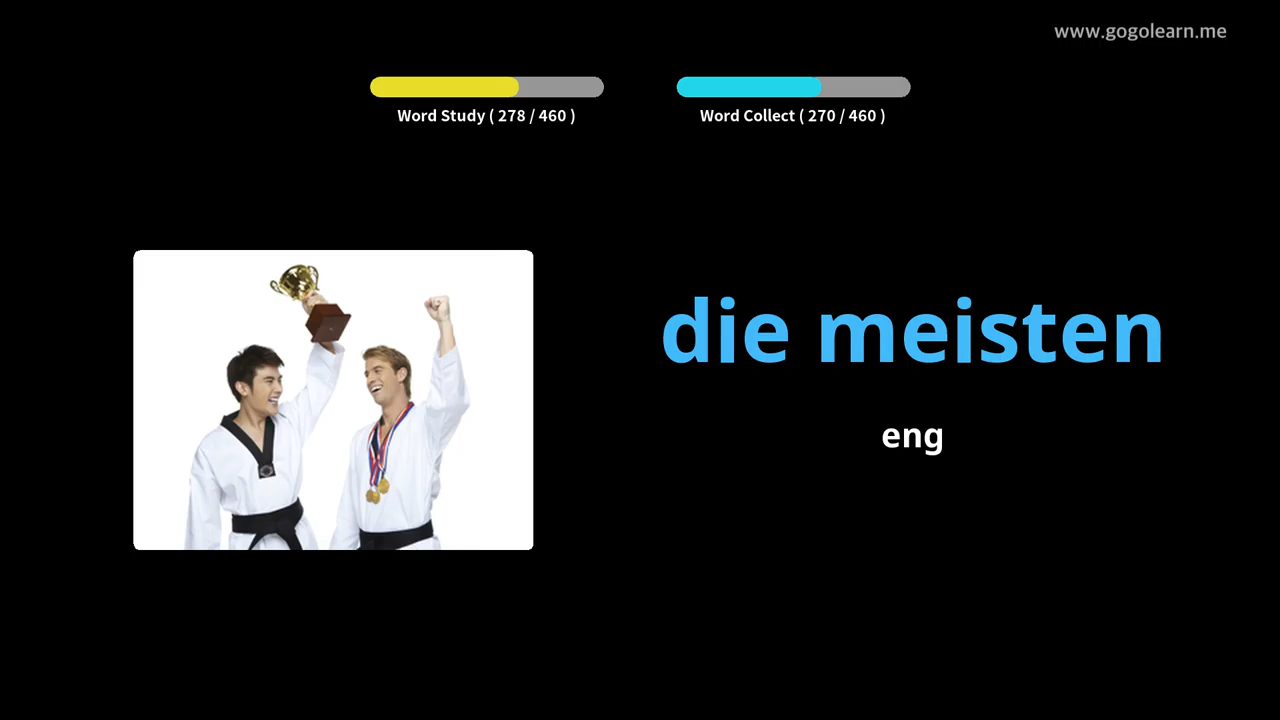 www.gogolearn.me
Word Study ( 278 / 460 )
Word Collect ( 270 / 460 )
die meisten
eng